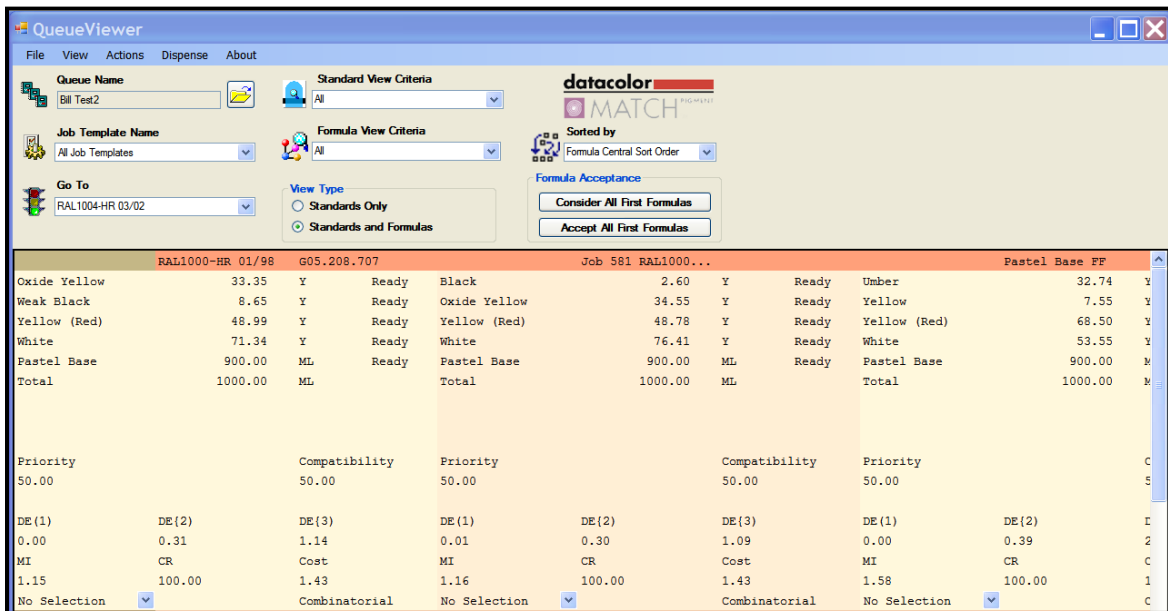 QueueViewer
File View Actions Dispense About
Queue Name Standard View Criteria datacolor
Bill Test2 All MATCH PIGMENT
Job Template Name Formula View Criteria Sorted by
All Job Templates All Formula Central Sort Order
Go To View Type Formula Acceptance
RAL1004-HR 03/02 Standards Only Consider All First Formulas
Standards and Formulas Accept All First Formulas
RAL1000-HR 01/98 G05.208.707 Job 581 RAL1000... Pastel Base FF
Oxide Yellow 33.35 Y Ready Black 2.60 Y Ready Umber 32.74 Y
Weak Black 8.65 Y Ready Oxide Yellow 34.55 Y Ready Yellow 7.55 Y
Yellow (Red) 48.99 Y Ready Yellow (Red) 48.78 Y Ready Yellow (Red) 68.50 Y
White 71.34 Y Ready White 76.41 Y Ready White 53.55 Y
Pastel Base 900.00 ML Ready Pastel Base 900.00 ML Ready Pastel Base 900.00
Total 1000.00 ML Total 1000.00 ML Total 1000.00
Priority Compatibility Priority Compatibility Priority
50.00 50.00 50.00 50.00 50.00
DE(1) DE{2) DE{3) DE(1) DE{2) DE{3) DE(1) DE{2)
0.00 0.31 1.14 0.01 0.30 1.09 0.00 0.39
MI CR Cost MI CR Cost MI CR
1.15 100.00 1.43 1.16 100.00 1.43 1.58 100.00
No Selection Combinatorial No Selection Combinatorial No Selection